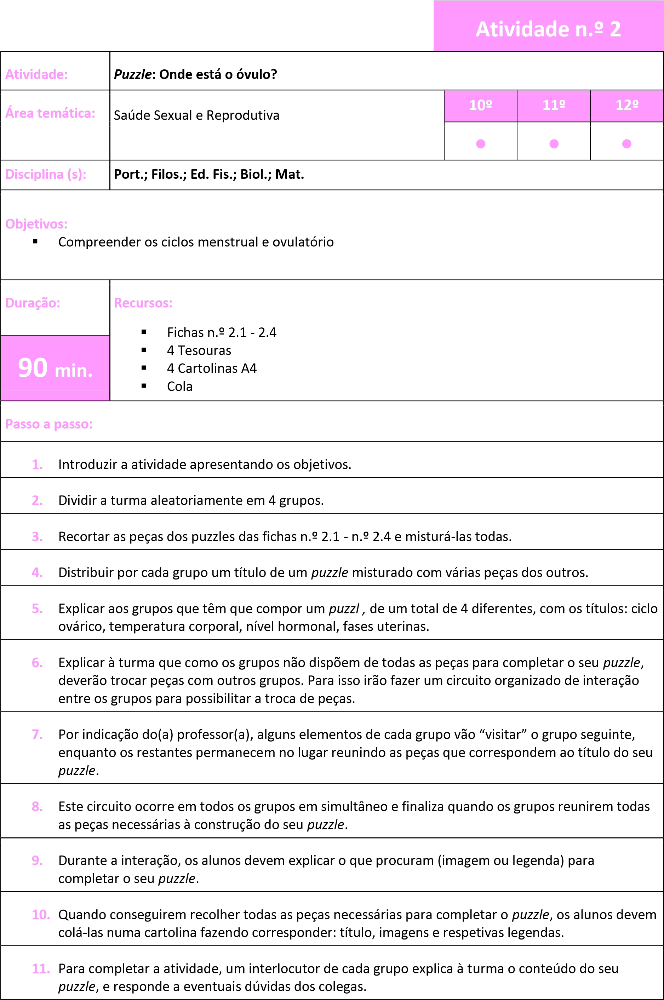 Atividade n.º 2
Atividade:
Puzzle: Onde está o óvulo?
Área temática:
Saúde Sexual e Reprodutiva
10º 11º 12º
● ● ●
Disciplina (s):
Port.; Filos.; Ed. Fis.; Biol.; Mat.
Objetivos:
▪ Compreender os ciclos menstrual e ovulatório
Duração:
90 min.
Recursos:
▪ Fichas n.º 2.1 - 2.4
▪ 4 Tesouras
▪ 4 Cartolinas A4
▪ Cola
Passo a passo:
1. Introduzir a atividade apresentando os objetivos.
2. Dividir a turma aleatoriamente em 4 grupos.
3. Recortar as peças dos puzzles das fichas n.º 2.1 - n.º 2.4 e misturá-las todas.
4. Distribuir por cada grupo um título de um puzzle misturado com várias peças dos outros.
5. Explicar aos grupos que têm que compor um puzzl , de um total de 4 diferentes, com os títulos: ciclo
ovárico, temperatura corporal, nível hormonal, fases uterinas.
6. Explicar à turma que como os grupos não dispõem de todas as peças para completar o seu puzzle,
deverão trocar peças com outros grupos. Para isso irão fazer um circuito organizado de interação
entre os grupos para possibilitar a troca de peças.
7. Por indicação do(a) professor(a), alguns elementos de cada grupo vão “visitar” o grupo seguinte,
enquanto os restantes permanecem no lugar reunindo as peças que correspondem ao título do seu
puzzle.
8. Este circuito ocorre em todos os grupos em simultâneo e finaliza quando os grupos reunirem todas
as peças necessárias à construção do seu puzzle.
9. Durante a interação, os alunos devem explicar o que procuram (imagem ou legenda) para
completar o seu puzzle.
10. Quando conseguirem recolher todas as peças necessárias para completar o puzzle, os alunos devem
colá-las numa cartolina fazendo corresponder: título, imagens e respetivas legendas.
11. Para completar a atividade, um interlocutor de cada grupo explica à turma o conteúdo do seu
puzzle, e responde a eventuais dúvidas dos colegas.